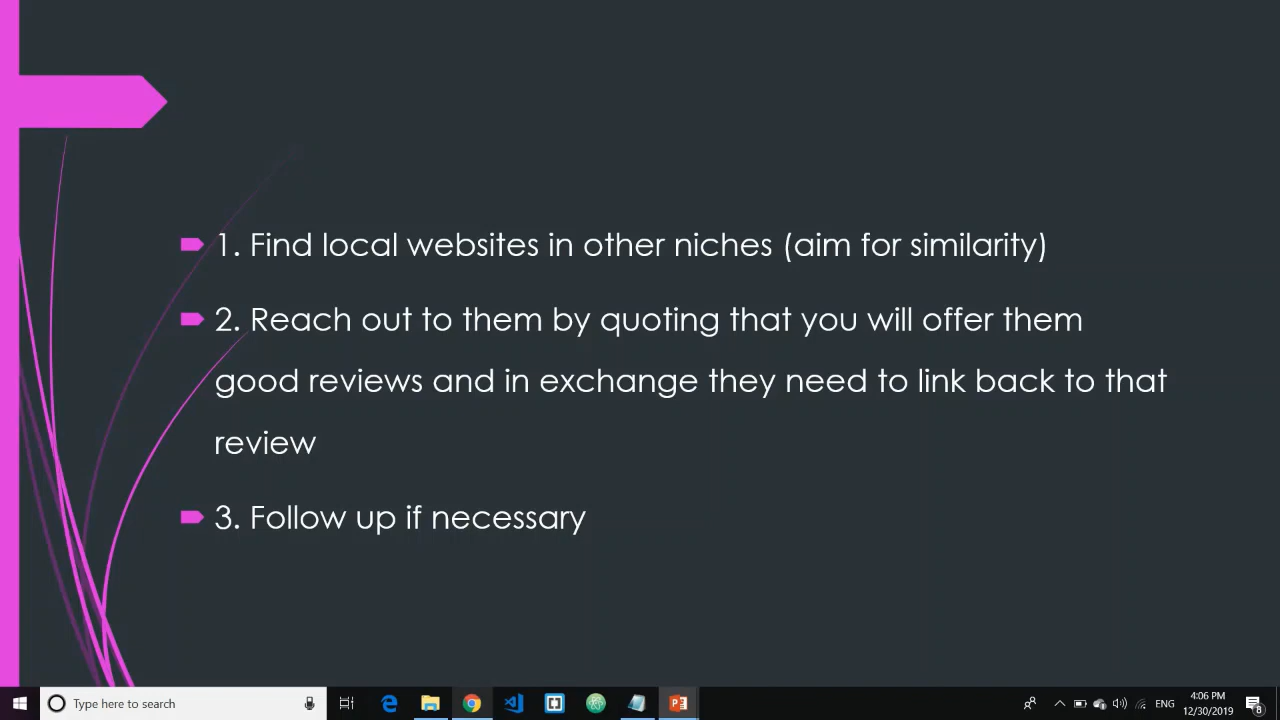 1. Find local websites in other niches (aim for similarity)
2. Reach out to them by quoting that you will offer them
good reviews and in exchange they need to link back to that
review
3. Follow up if necessary
Type here to search
ENG
4:06 PM
12/30/2019
8